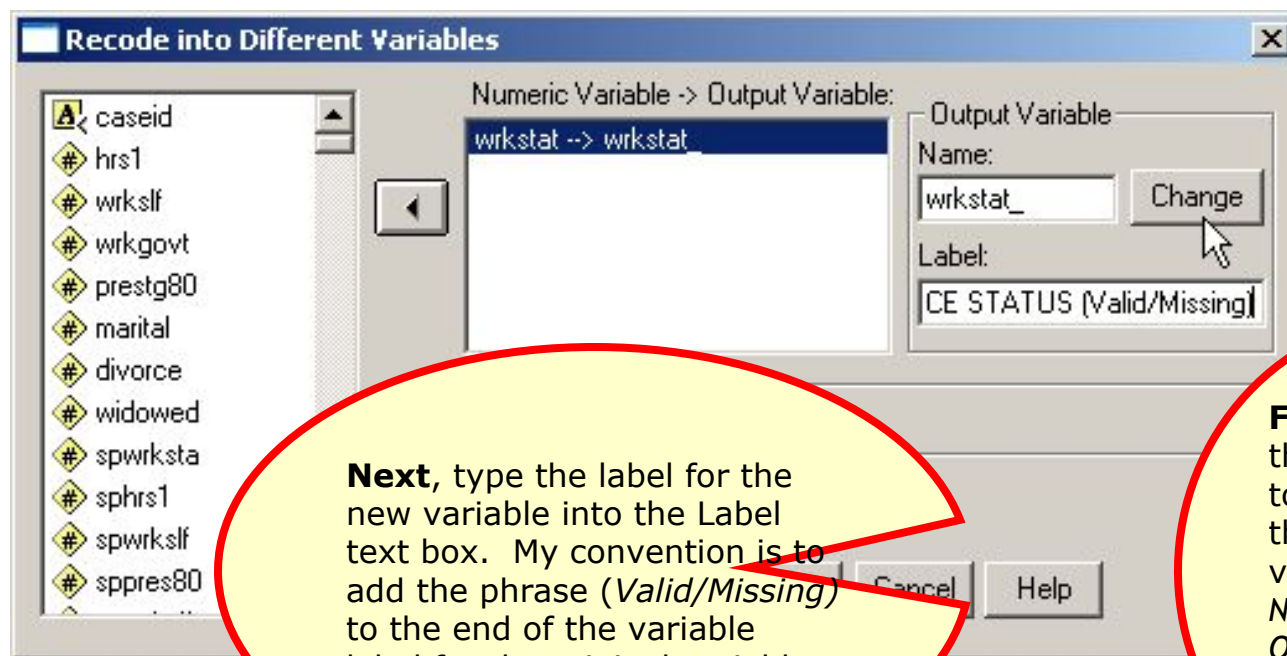 Recode into Different Variables
caseid
hrs1
wrkslf
wrkgovt
prestg80
marital
divorce
widowed
spwrksta
sphrs1
spwrkslf
sppres80
Numeric Variable -> Output Variable:
wrkstat --> wrkstat_
Output Variable
Name:
wrkstat_
Change
Label:
CE STATUS (Valid/Missing)
Cancel
Help
Next, type the label for the
new variable into the Label
text box. My convention is to
add the phrase (Valid/Missing)
to the end of the variable